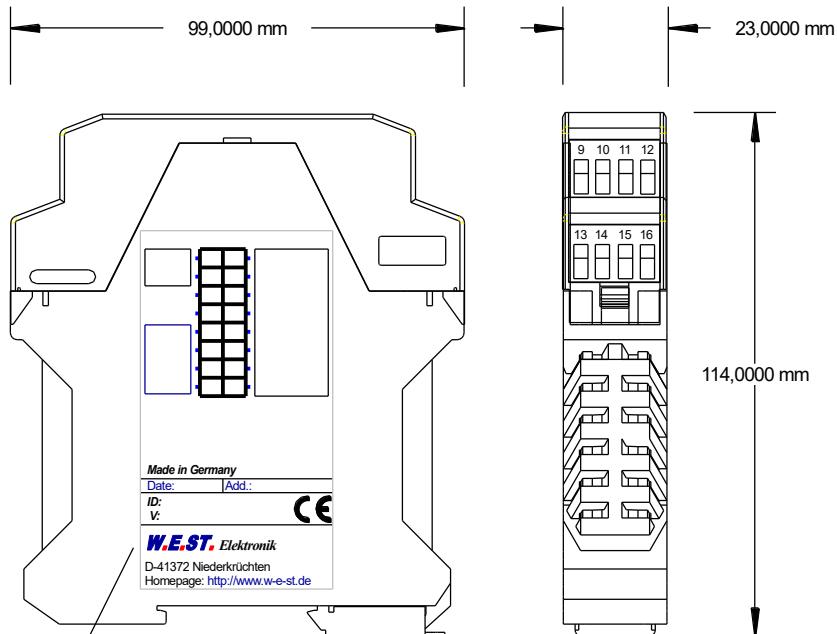 99,0000 mm
23,0000 mm
9 10 11 12
13 14 15 16
114,0000 mm
Made in Germany
Date: Add.:
ID:
V:
CE
W.E.ST. Elektronik
D-41372 Niederkrüchten
Homepage: http://www.w-e-st.de